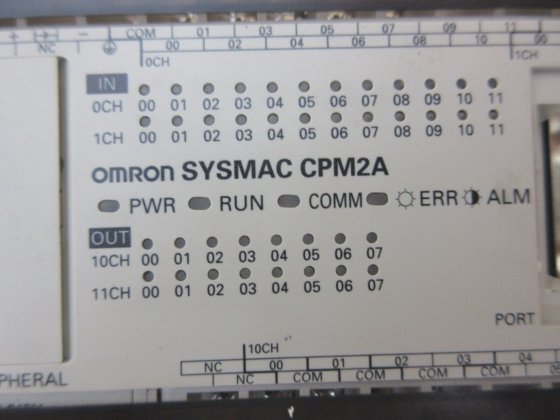 + - COM 01 03 05 07 09 11
NC 00 02 04 06 08 10 00
0CH 1CH
IN
0CH 00 01 02 03 04 05 06 07 08 09 10 11
1CH 00 01 02 03 04 05 06 07 08 09 10 11
OMRON SYSMAC CPM2A
PWR RUN COMM ERR ALM
OUT
10CH 00 01 02 03 04 05 06 07
11CH 00 01 02 03 04 05 06 07
PORT
PHERAL
10CH
NC 00 01 02 03 04
NC COM COM COM COM